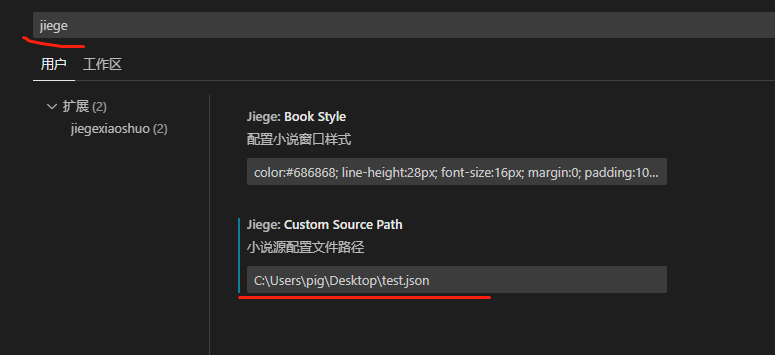 jiege
用户 工作区
扩展 (2)
jiegexiaoshuo (2)
Jiege: Book Style
配置小说窗口样式
color:#686868; line-height:28px; font-size:16px; margin:0; padding:10...
Jiege: Custom Source Path
小说源配置文件路径
C:\Users\pig\Desktop\test.json